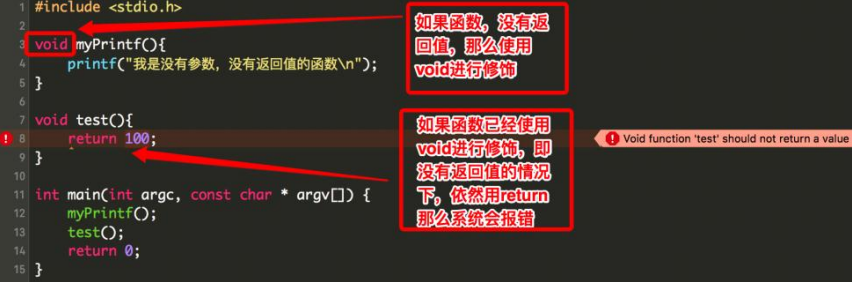 1 #include <stdio.h>
2
3 void myPrintf(){
4 printf("我是没有参数，没有返回值的函数\n");
5 }
6
7 void test(){
8 return 100;
9 }
10
11 int main(int argc, const char * argv[]) {
12 myPrintf();
13 test();
14 return 0;
15 }
如果函数，没有返
回值，那么使用
void进行修饰
如果函数已经使用
void进行修饰，即
没有返回值的情况
下，依然用return
那么系统会报错
Void function 'test' should not return a value